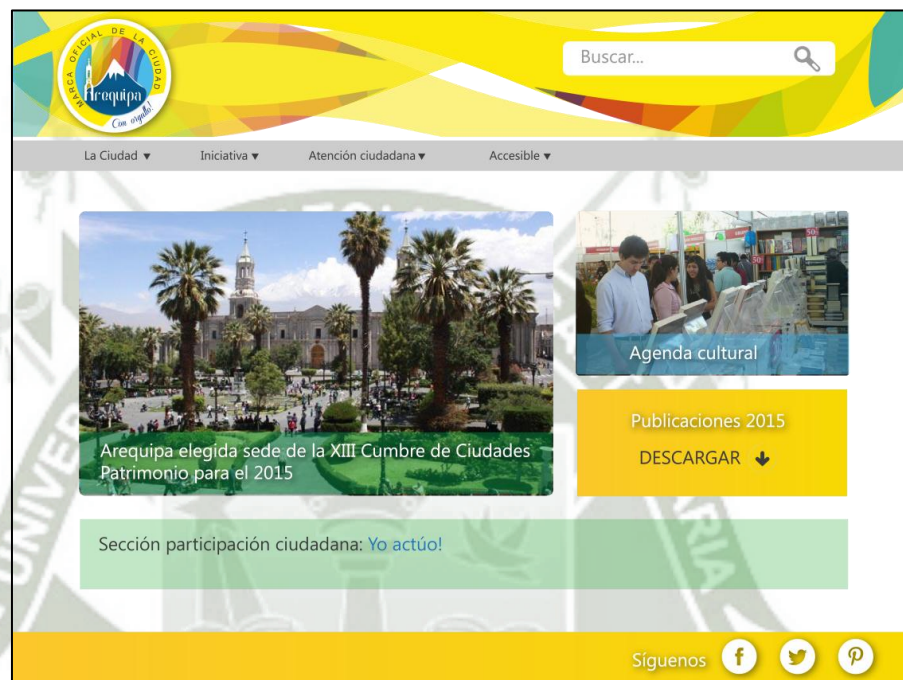 MARCA OFICIAL DE LA CIUDAD
Arequipa
Con orgullo!
Buscar...
La Ciudad ▼ Iniciativa ▼ Atención ciudadana ▼ Accesible ▼
Arequipa elegida sede de la XIII Cumbre de Ciudades
Patrimonio para el 2015
Agenda cultural
Publicaciones 2015
DESCARGAR
Sección participación ciudadana: Yo actúo!
Síguenos